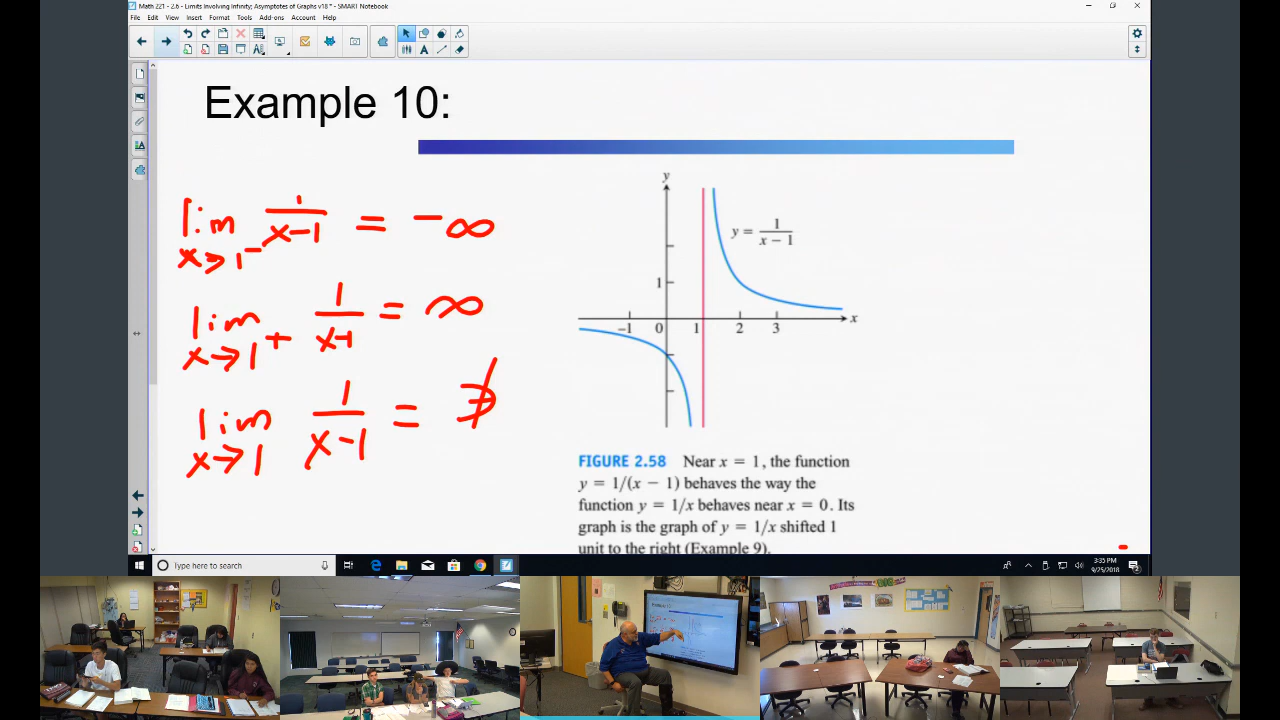 Math 221 - 2.6 - Limits Involving Infinity; Asymptotes of Graphs v18 * - SMART Notebook
File Edit View Insert Format Tools Add-ons Account Help
Example 10:
lim x→1⁻ 1/(x-1) = -∞
lim x→1⁺ 1/(x-1) = ∞
lim x→1 1/(x-1) = ∄
y
y = 1/(x − 1)
1
−1 0 1 2 3 x
FIGURE 2.58 Near x = 1, the function
y = 1/(x − 1) behaves the way the
function y = 1/x behaves near x = 0. Its
graph is the graph of y = 1/x shifted 1
unit to the right (Example 9).
Type here to search
3:35 PM
9/25/2018